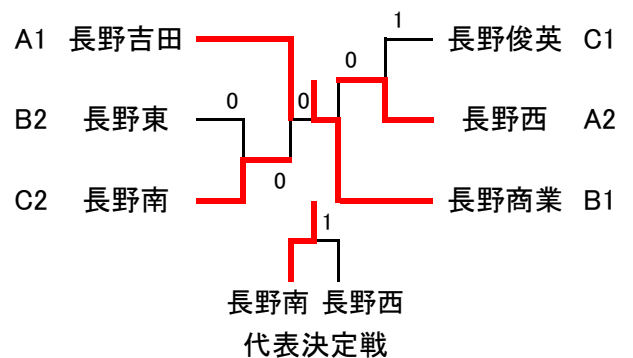 1
A1 長野吉田 長野俊英 C1
0
0 0
B2 長野東 長野西 A2
0
C2 長野南 長野商業 B1
1
長野南 長野西
代表決定戦